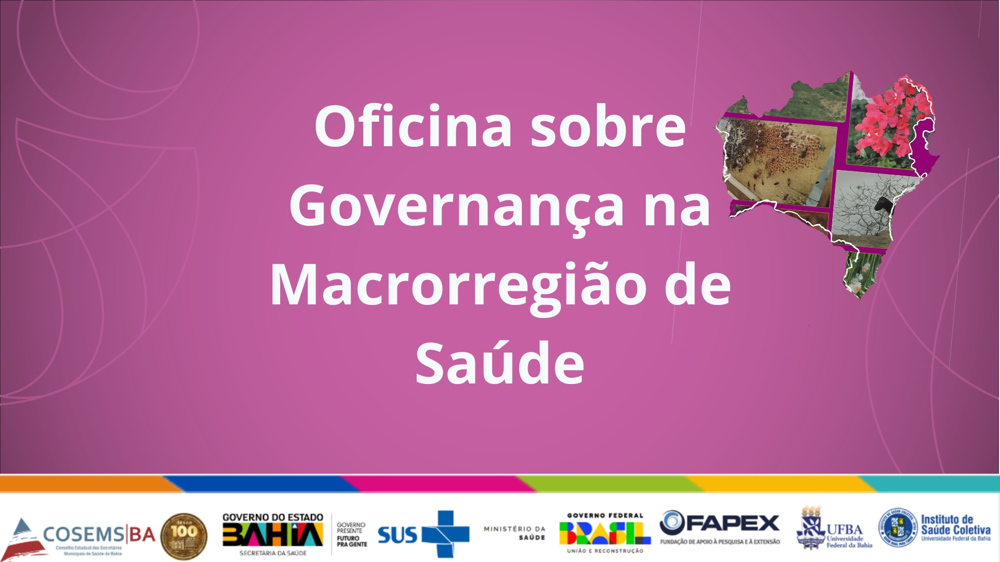 Oficina sobre
Governança na
Macrorregião de
Saúde
COSEMS|BA
Conselho Estadual dos Secretários
Municipais de Saúde da Bahia
SESAB
100
GOVERNO DO ESTADO
BAHIA
SECRETARIA DA SAÚDE
GOVERNO
PRESENTE
FUTURO
PRA GENTE
SUS
MINISTÉRIO DA
SAÚDE
GOVERNO FEDERAL
BRASIL
UNIÃO E RECONSTRUÇÃO
FAPEX
FUNDAÇÃO DE APOIO À PESQUISA E À EXTENSÃO
UFBA
Universidade
Federal da Bahia
Instituto de
Saúde Coletiva
Universidade Federal da Bahia